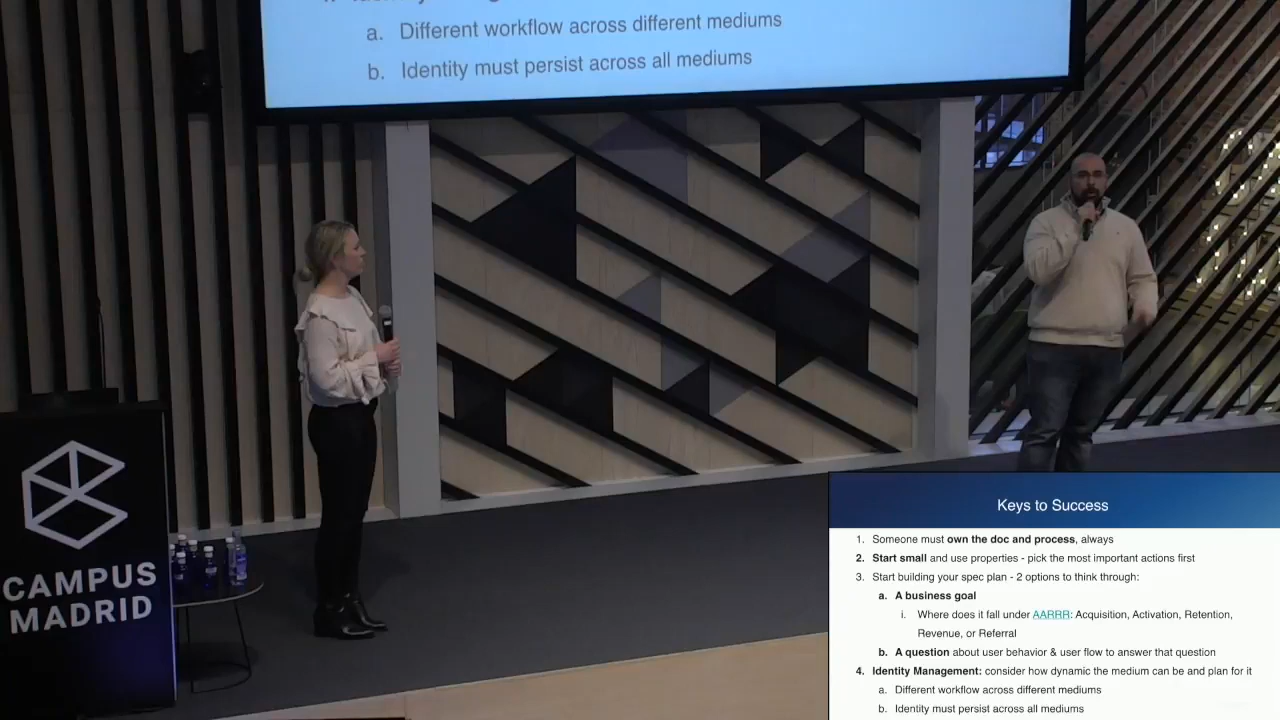 a. Different workflow across different mediums
b. Identity must persist across all mediums
CAMPUS
MADRID
Keys to Success
1. Someone must own the doc and process, always
2. Start small and use properties - pick the most important actions first
3. Start building your spec plan - 2 options to think through:
a. A business goal
i. Where does it fall under AARRR: Acquisition, Activation, Retention,
Revenue, or Referral
b. A question about user behavior & user flow to answer that question
4. Identity Management: consider how dynamic the medium can be and plan for it
a. Different workflow across different mediums
b. Identity must persist across all mediums